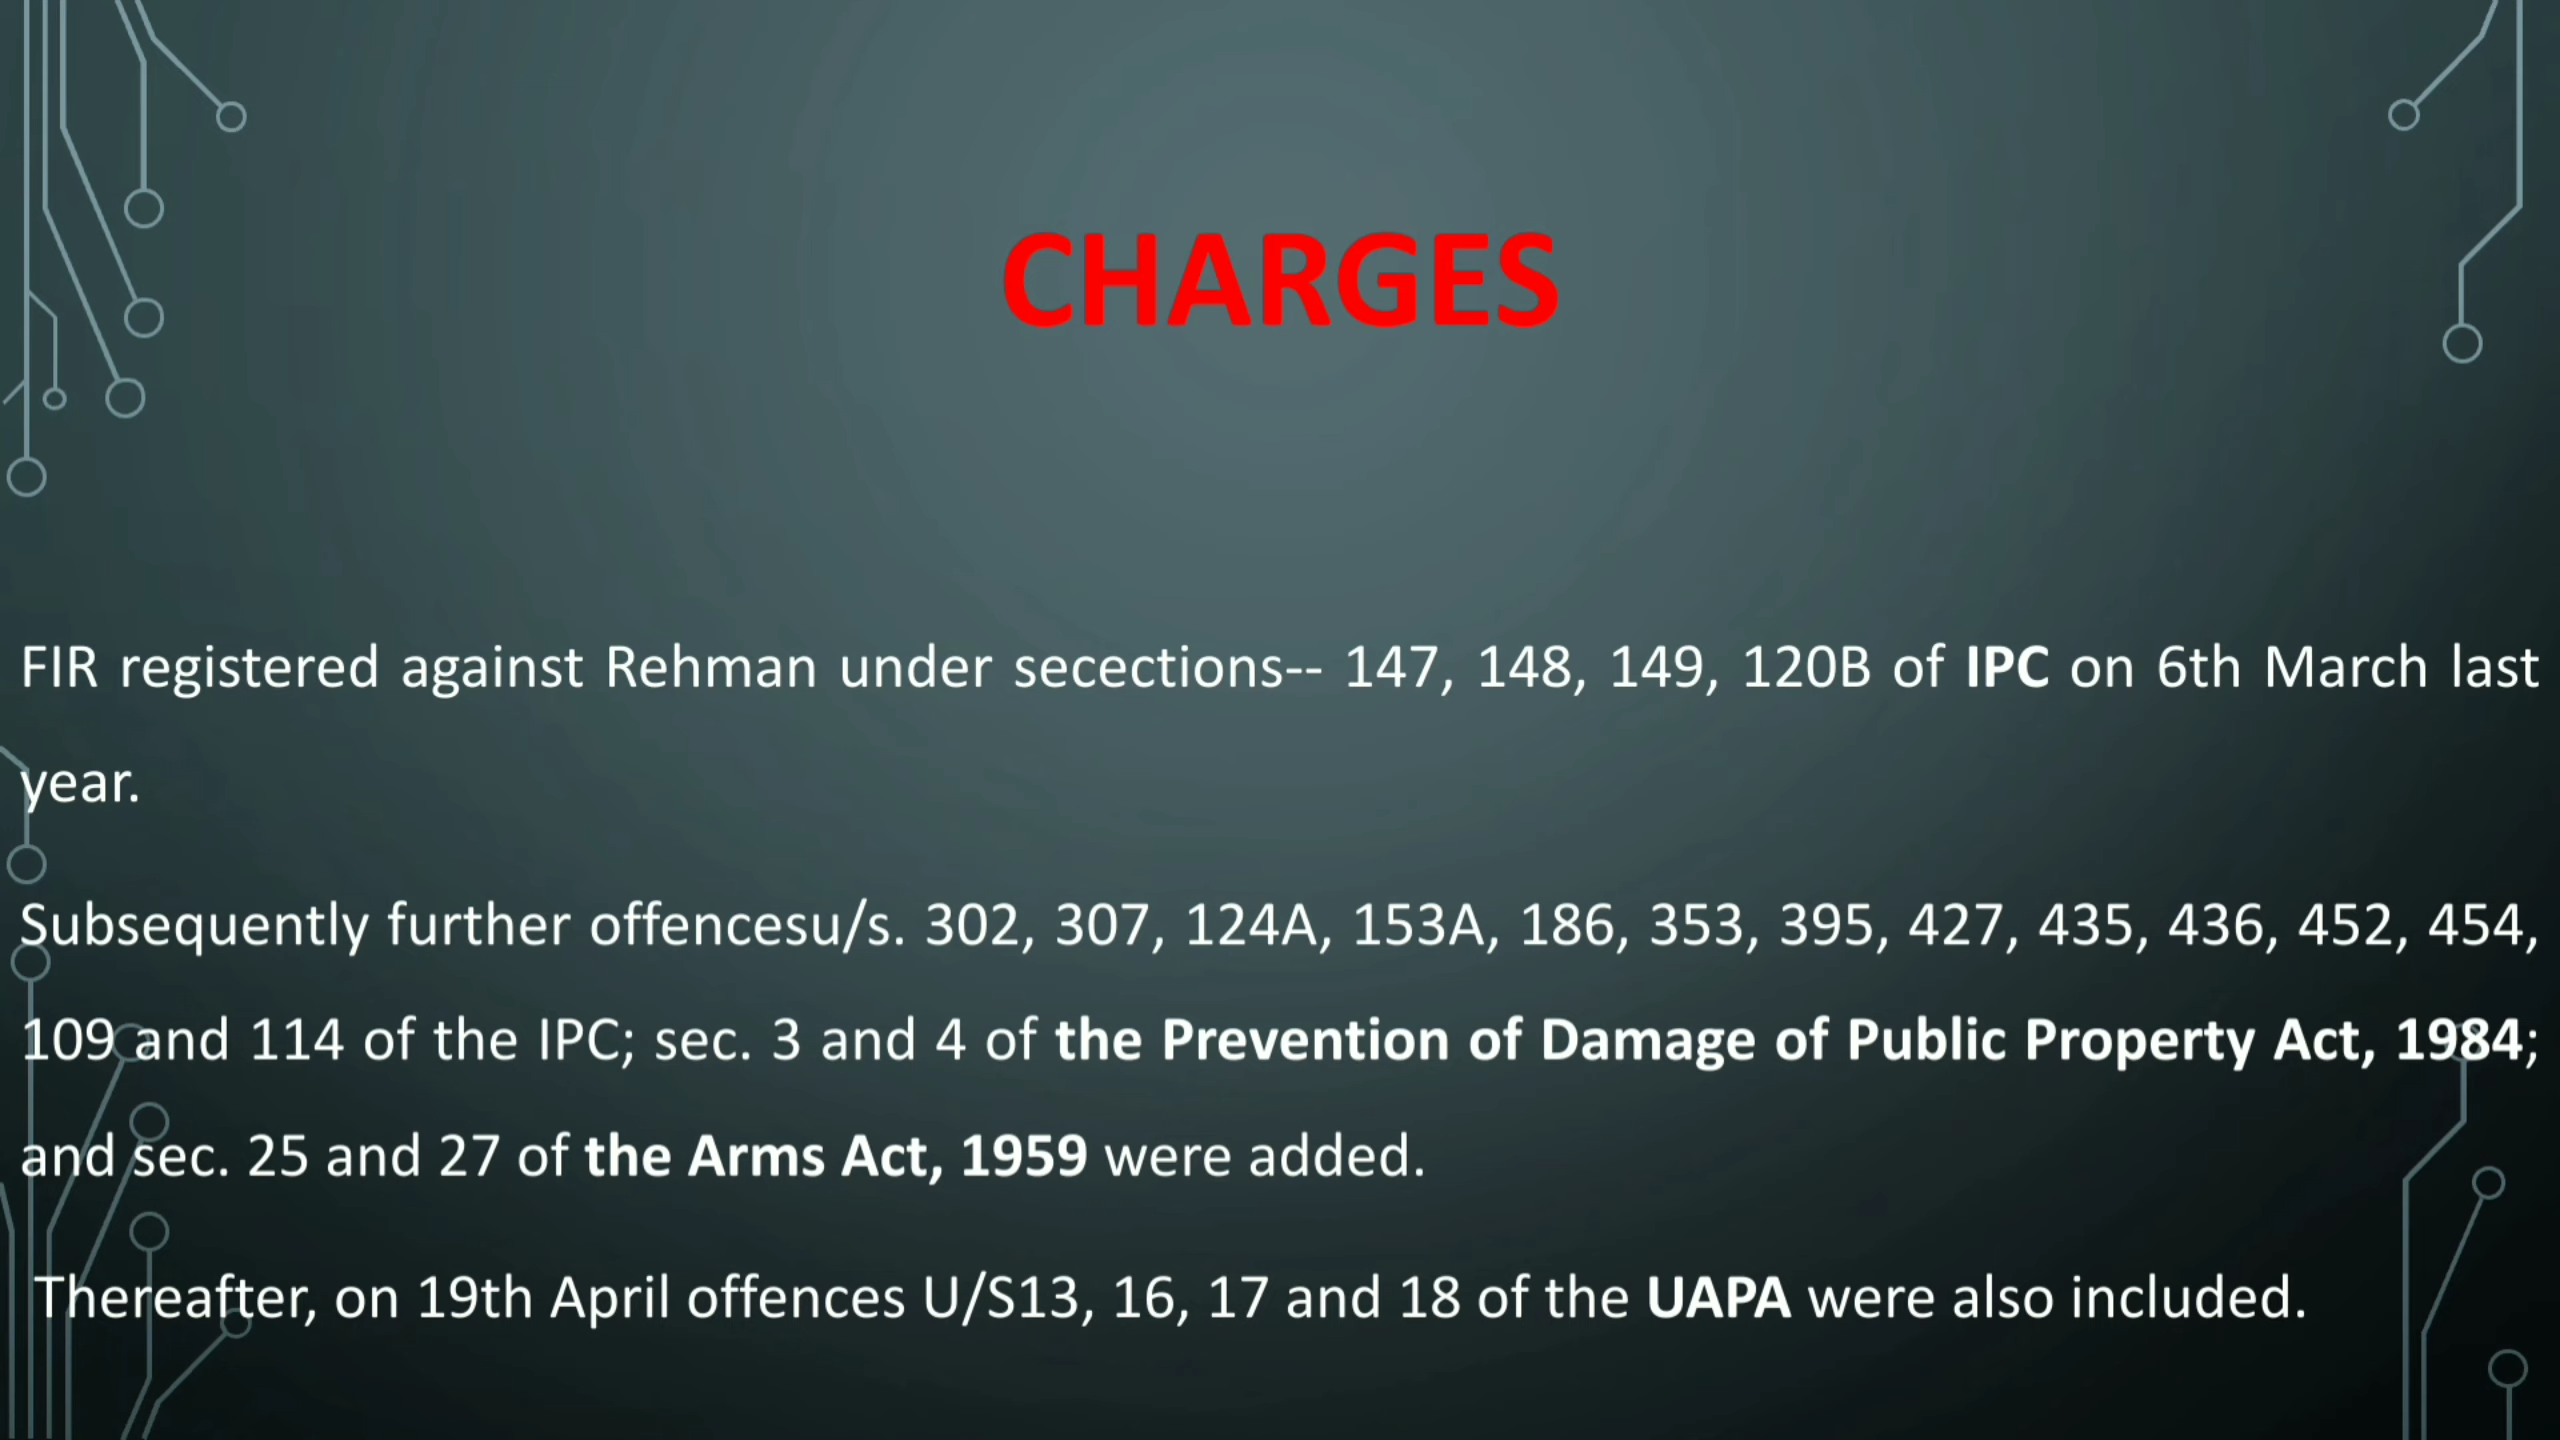 CHARGES
FIR registered against Rehman under secections-- 147, 148, 149, 120B of IPC on 6th March last
year.
Subsequently further offencesu/s. 302, 307, 124A, 153A, 186, 353, 395, 427, 435, 436, 452, 454,
109 and 114 of the IPC; sec. 3 and 4 of the Prevention of Damage of Public Property Act, 1984;
and sec. 25 and 27 of the Arms Act, 1959 were added.
Thereafter, on 19th April offences U/S13, 16, 17 and 18 of the UAPA were also included.